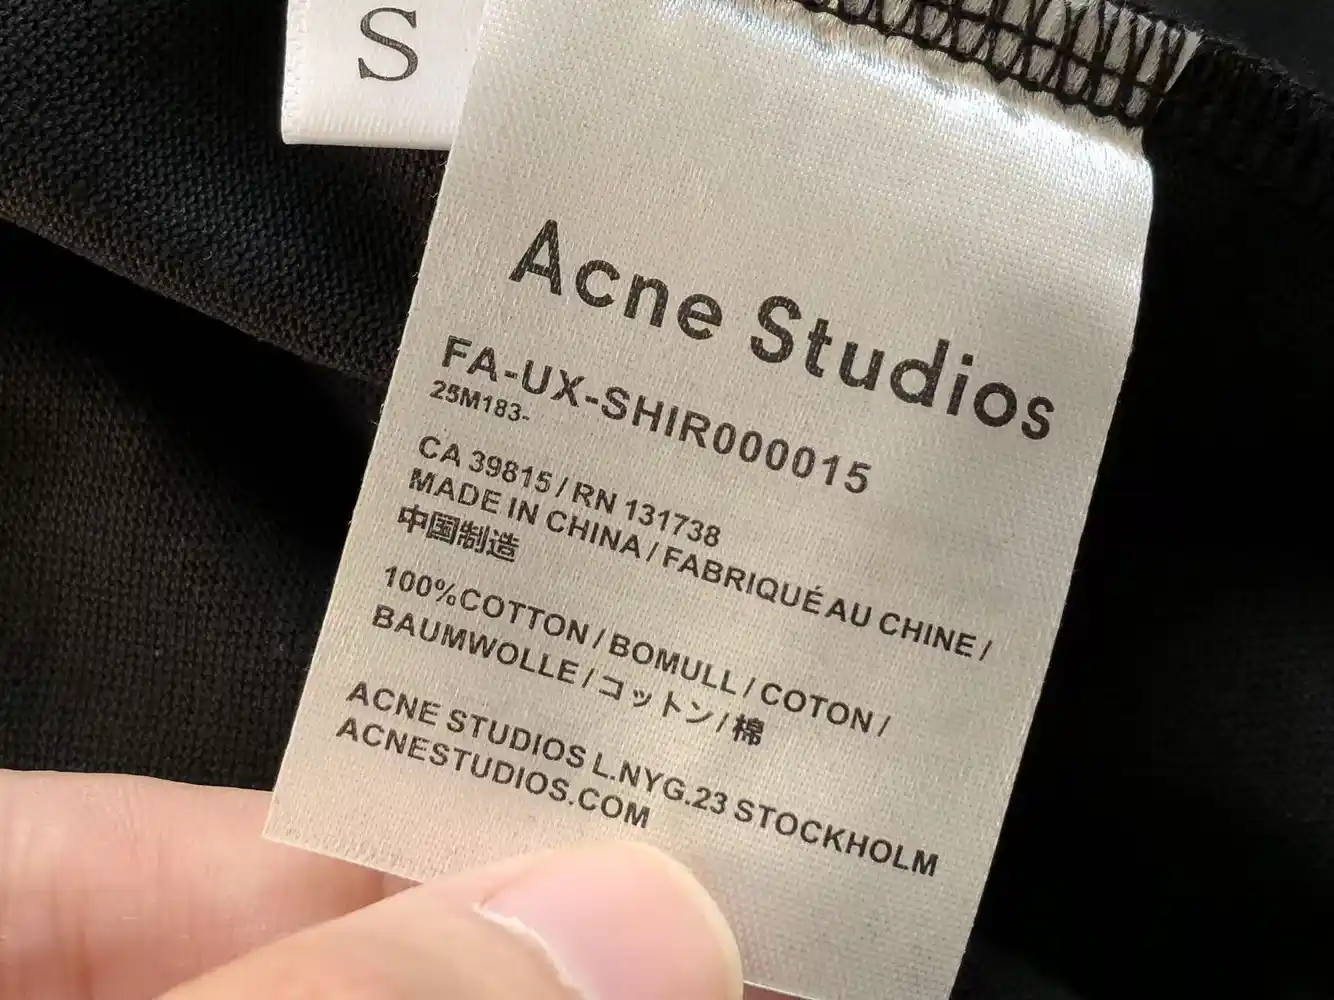 S
Acne Studios
FA-UX-SHIR000015
25M183-
CA 39815 / RN 131738
MADE IN CHINA / FABRIQUÉ AU CHINE /
中国制造
100%COTTON / BOMULL / COTON /
BAUMWOLLE / コットン / 棉
ACNE STUDIOS L.NYG.23 STOCKHOLM
ACNESTUDIOS.COM